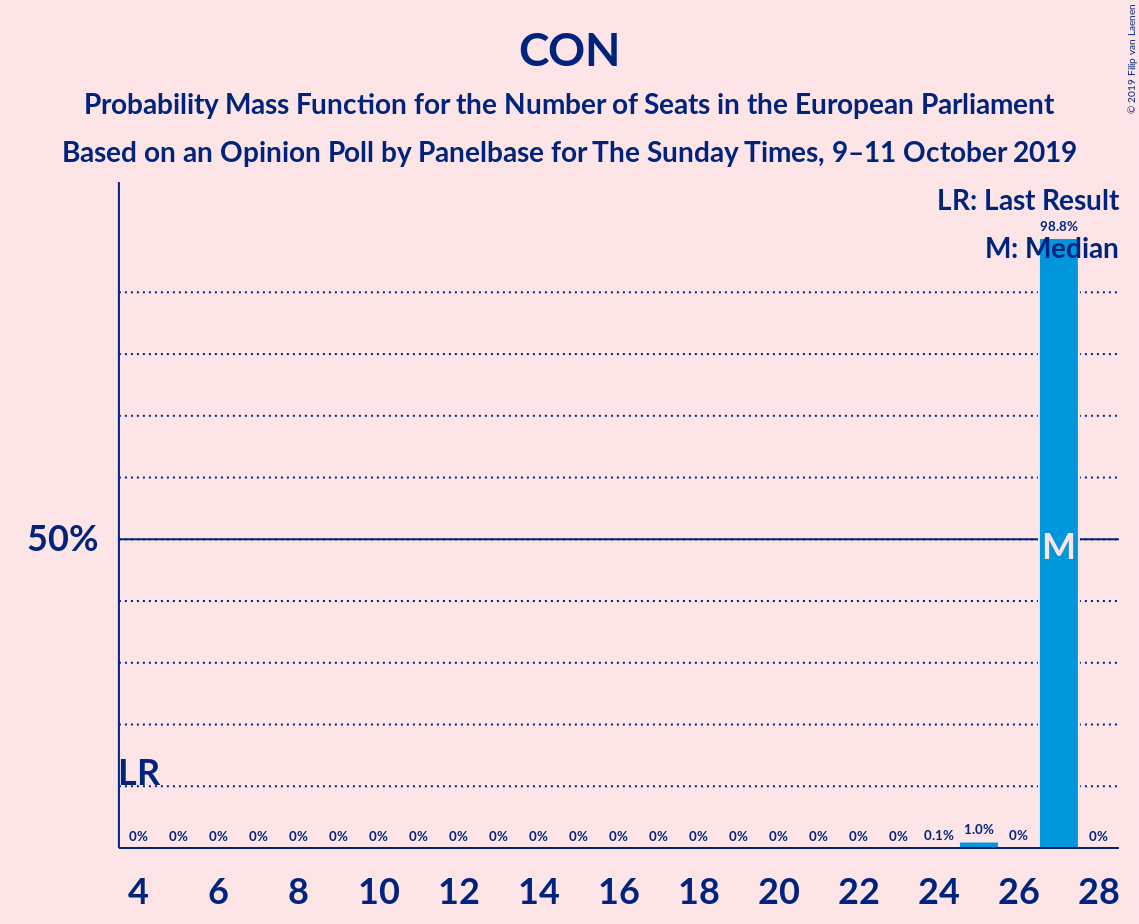 CON
Probability Mass Function for the Number of Seats in the European Parliament
Based on an Opinion Poll by Panelbase for The Sunday Times, 9–11 October 2019
© 2019 Filip van Laenen
LR: Last Result
98.8%
M: Median
50%
M
LR
0% 0% 0% 0% 0% 0% 0% 0% 0% 0% 0% 0% 0% 0% 0% 0% 0% 0% 0% 0% 0.1% 1.0% 0% 0%
4 6 8 10 12 14 16 18 20 22 24 26 28